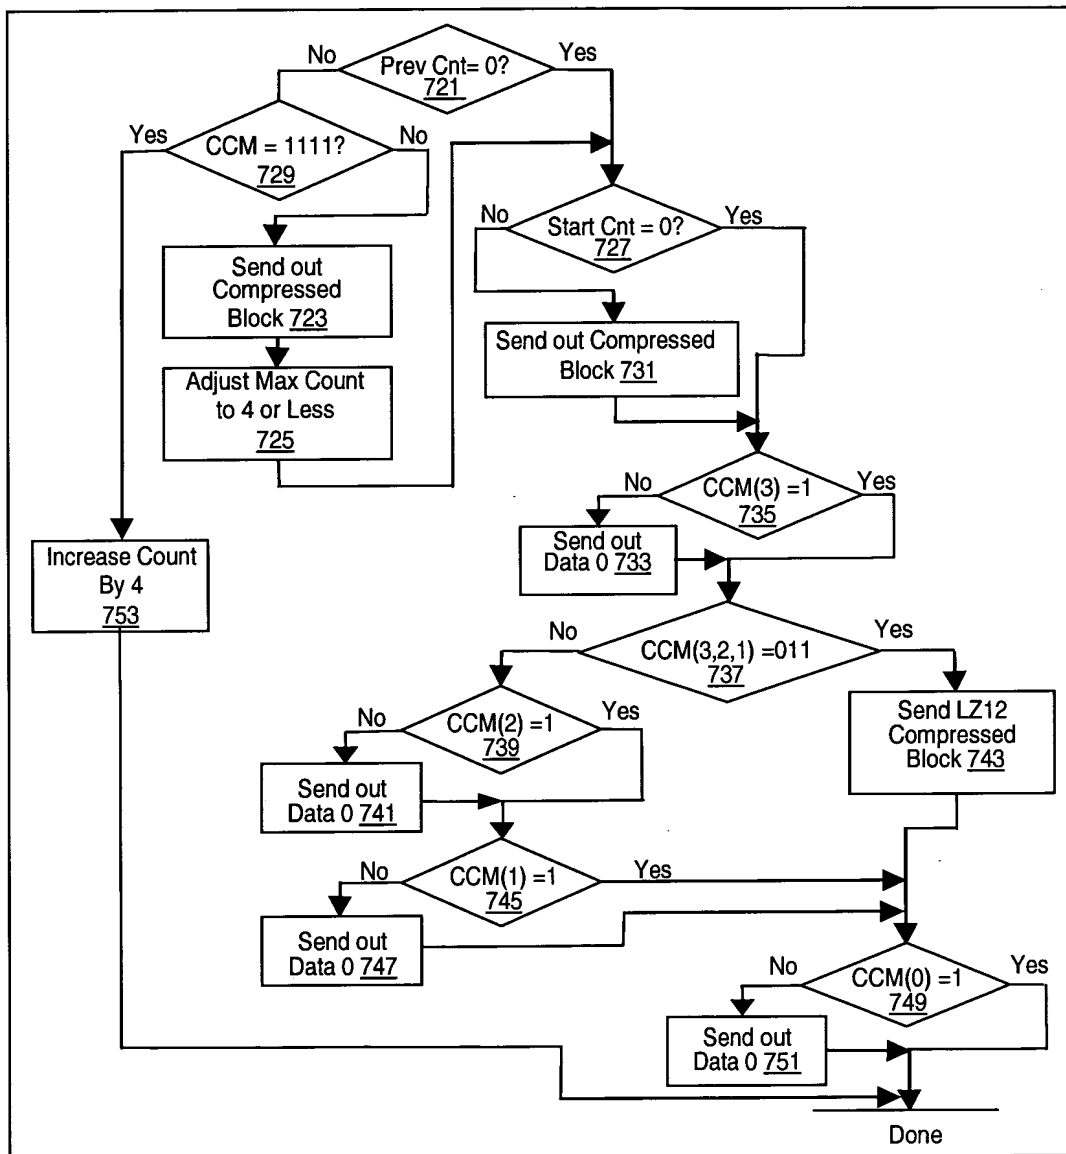 No
Prev Cnt= 0?
721
Yes
Yes
CCM = 1111?
729
No
No
Start Cnt = 0?
727
Yes
Send out
Compressed
Block 723
Send out Compressed
Block 731
Adjust Max Count
to 4 or Less
725
No
CCM(3) =1
735
Yes
Send out
Data 0 733
Increase Count
By 4
753
No
CCM(3,2,1) =011
737
Yes
No
CCM(2) =1
739
Yes
Send LZ12
Compressed
Block 743
Send out
Data 0 741
No
CCM(1) =1
745
Yes
Send out
Data 0 747
No
CCM(0) =1
749
Yes
Send out
Data 0 751
Done